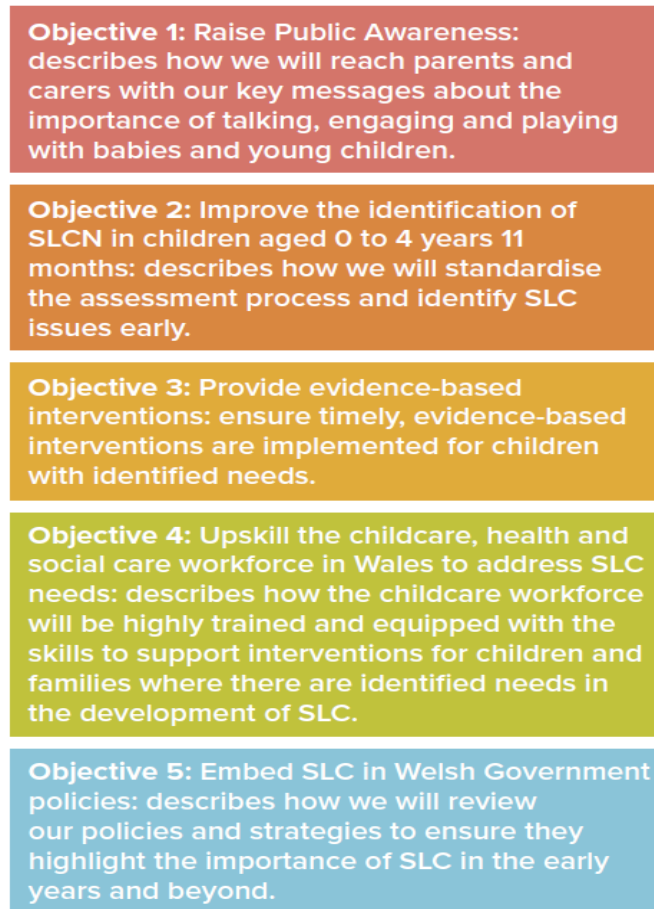 Objective 1: Raise Public Awareness:
describes how we will reach parents and
carers with our key messages about the
importance of talking, engaging and playing
with babies and young children.
Objective 2: Improve the identification of
SLCN in children aged 0 to 4 years 11
months: describes how we will standardise
the assessment process and identify SLC
issues early.
Objective 3: Provide evidence-based
interventions: ensure timely, evidence-based
interventions are implemented for children
with identified needs.
Objective 4: Upskill the childcare, health and
social care workforce in Wales to address SLC
needs: describes how the childcare workforce
will be highly trained and equipped with the
skills to support interventions for children and
families where there are identified needs in
the development of SLC.
Objective 5: Embed SLC in Welsh Government
policies: describes how we will review
our policies and strategies to ensure they
highlight the importance of SLC in the early
years and beyond.